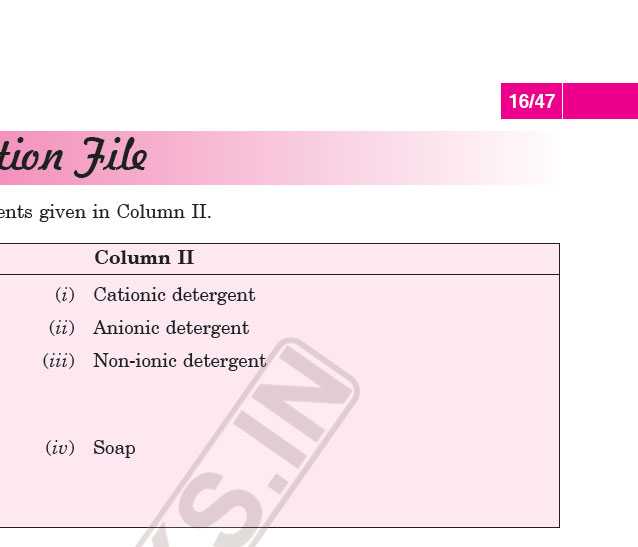 16/47
tion File
ents given in Column II.
Column II
(i) Cationic detergent
(ii) Anionic detergent
(iii) Non-ionic detergent
(iv) Soap
KS.IN